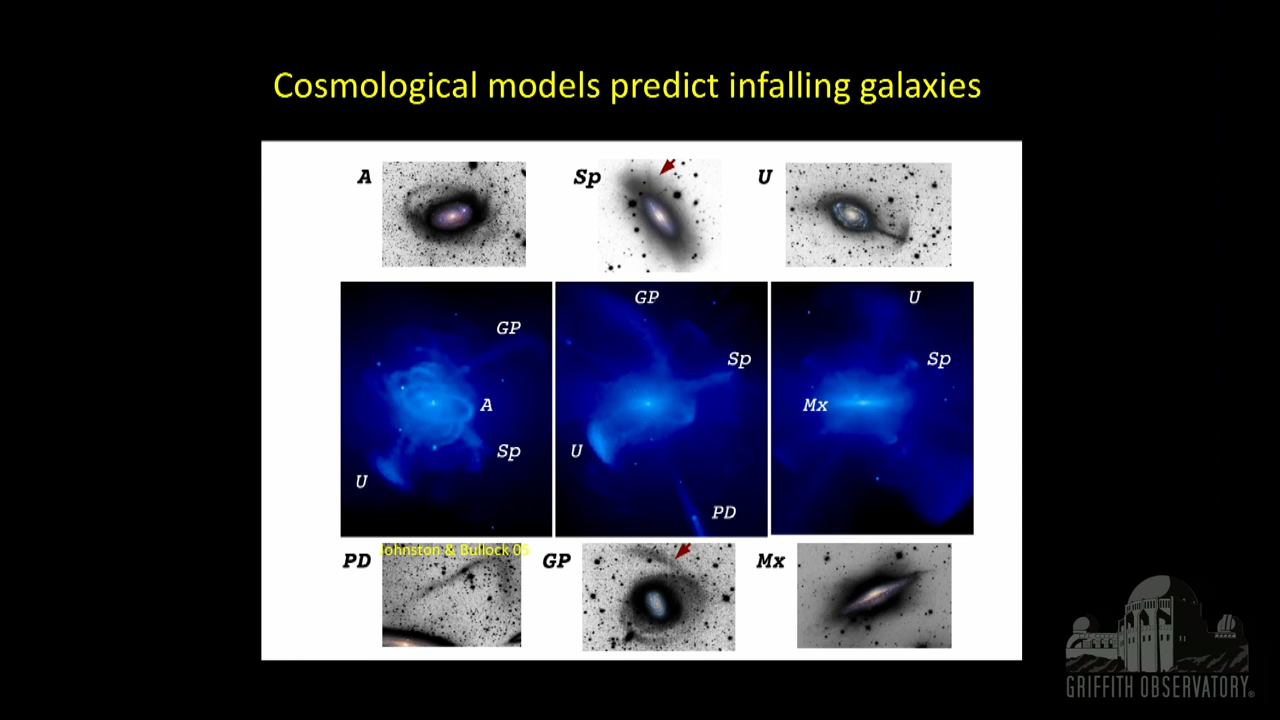 Cosmological models predict infalling galaxies
A
Sp
U
GP
A
Sp
U
GP
Sp
U
PD
U
Sp
Mx
Johnston & Bullock 05
PD
GP
Mx
GRIFFITH OBSERVATORY®